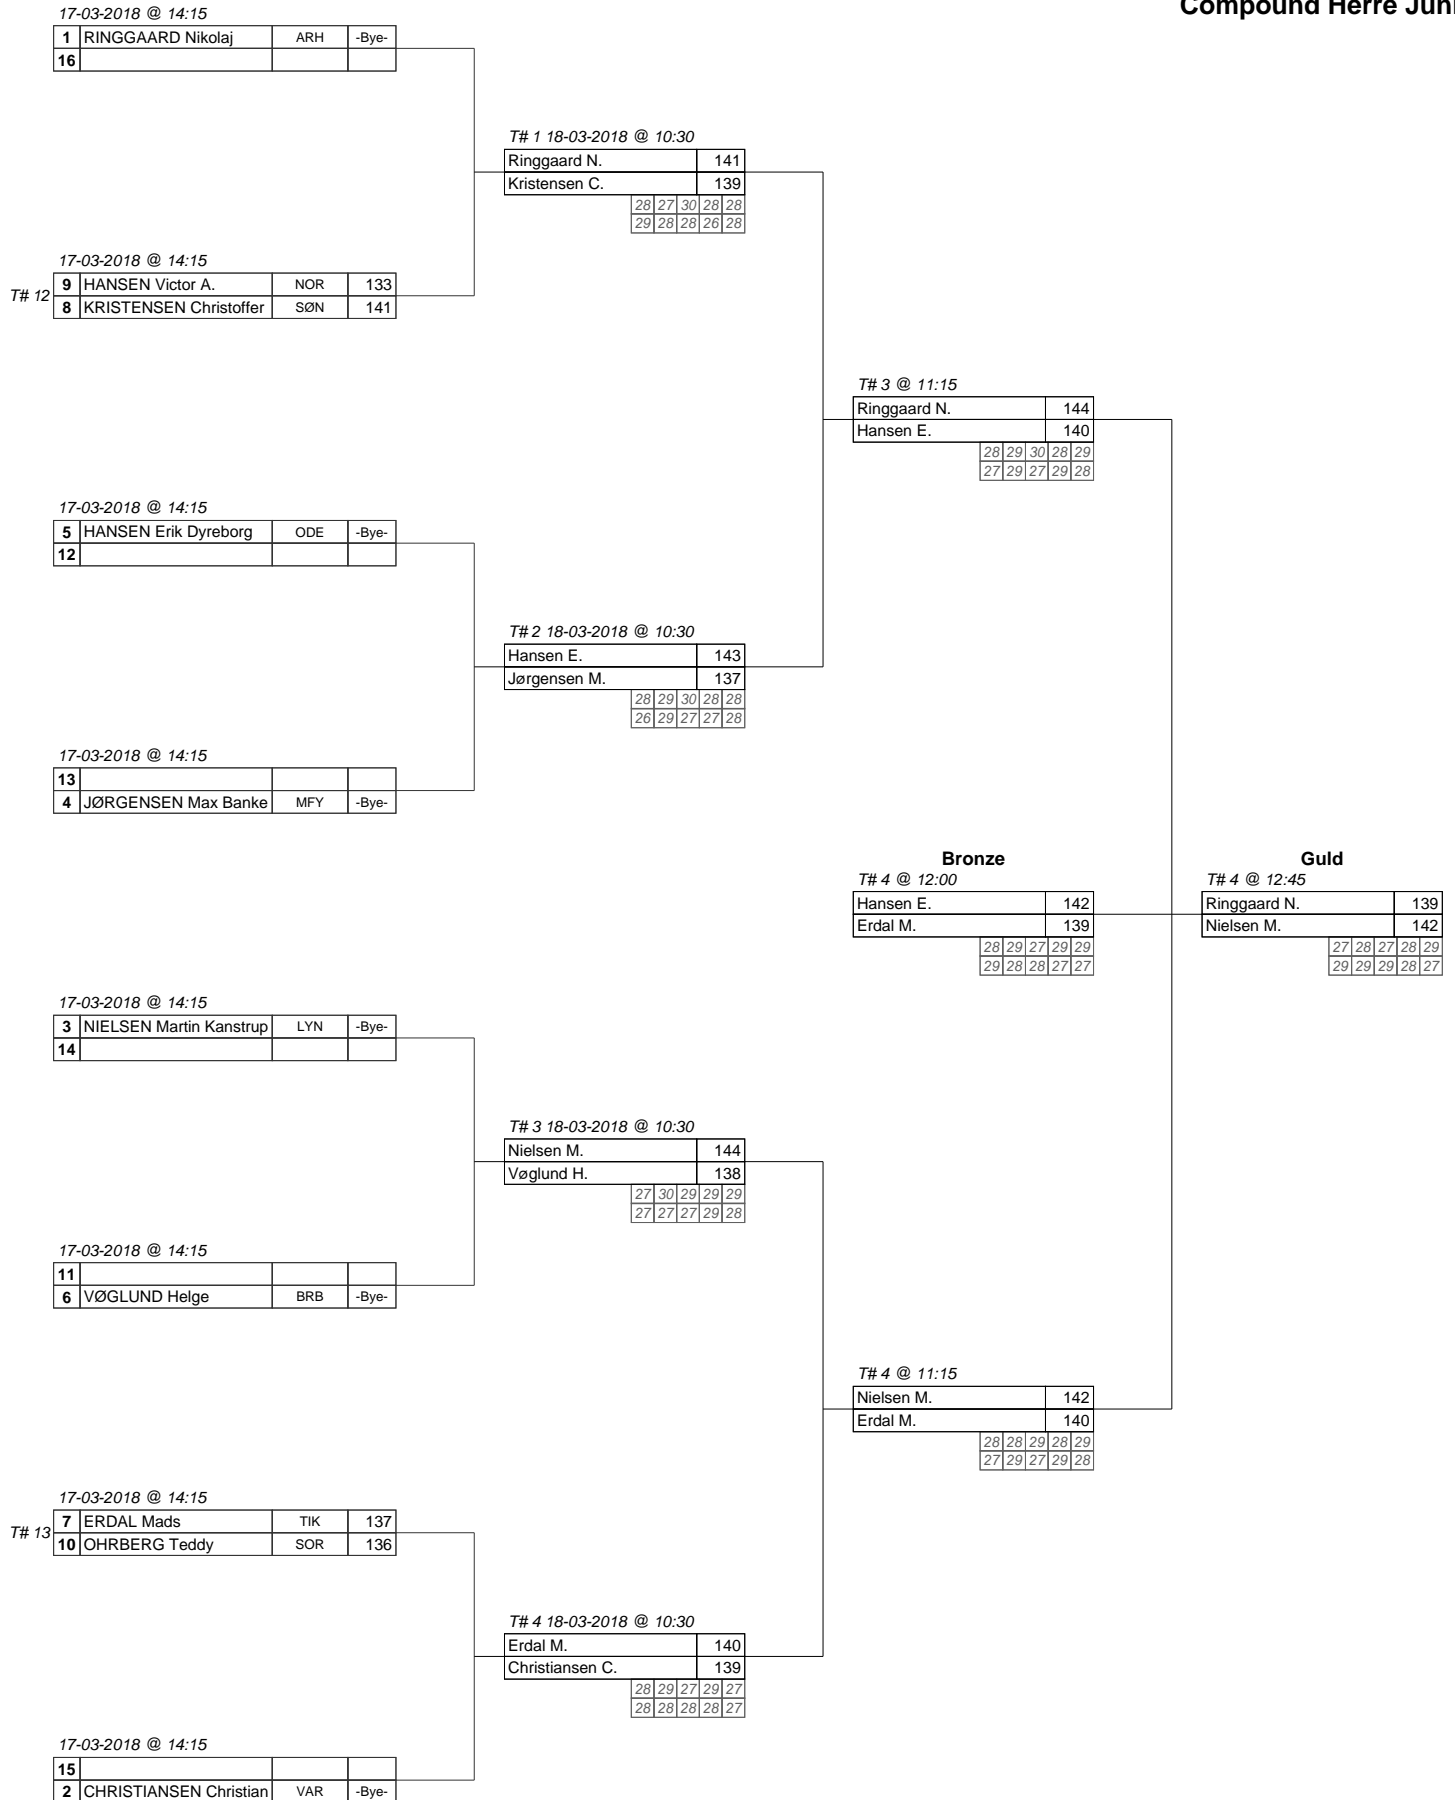 Compound Herre
17-03-2018 @ 14:15
1 RINGGAARD Nikolaj ARH -Bye-
16
T# 1 18-03-2018 @ 10:30
Ringgaard N. 141
Kristensen C. 139
28 27 30 28 28
29 28 28 26 28
17-03-2018 @ 14:15
T# 12
9 HANSEN Victor A. NOR 133
8 KRISTENSEN Christoffer SØN 141
T# 3 @ 11:15
Ringgaard N. 144
Hansen E. 140
28 29 30 28 29
27 29 27 29 28
17-03-2018 @ 14:15
5 HANSEN Erik Dyreborg ODE -Bye-
12
T# 2 18-03-2018 @ 10:30
Hansen E. 143
Jørgensen M. 137
28 29 30 28 28
26 29 27 27 28
17-03-2018 @ 14:15
13
4 JØRGENSEN Max Banke MFY -Bye-
Bronze
T# 4 @ 12:00
Hansen E. 142
Erdal M. 139
28 29 27 29 29
29 28 28 27 27
Guld
T# 4 @ 12:45
Ringgaard N. 139
Nielsen M. 142
27 28 27 28 29
29 29 29 28 27
17-03-2018 @ 14:15
3 NIELSEN Martin Kanstrup LYN -Bye-
14
T# 3 18-03-2018 @ 10:30
Nielsen M. 144
Vøglund H. 138
27 30 29 29 29
27 27 27 29 28
17-03-2018 @ 14:15
11
6 VØGLUND Helge BRB -Bye-
T# 4 @ 11:15
Nielsen M. 142
Erdal M. 140
28 28 29 28 29
27 29 27 29 28
17-03-2018 @ 14:15
T# 13
7 ERDAL Mads TIK 137
10 OHRBERG Teddy SOR 136
T# 4 18-03-2018 @ 10:30
Erdal M. 140
Christiansen C. 139
28 29 27 29 27
28 28 28 28 27
17-03-2018 @ 14:15
15
2 CHRISTIANSEN Christian VAR -Bye-